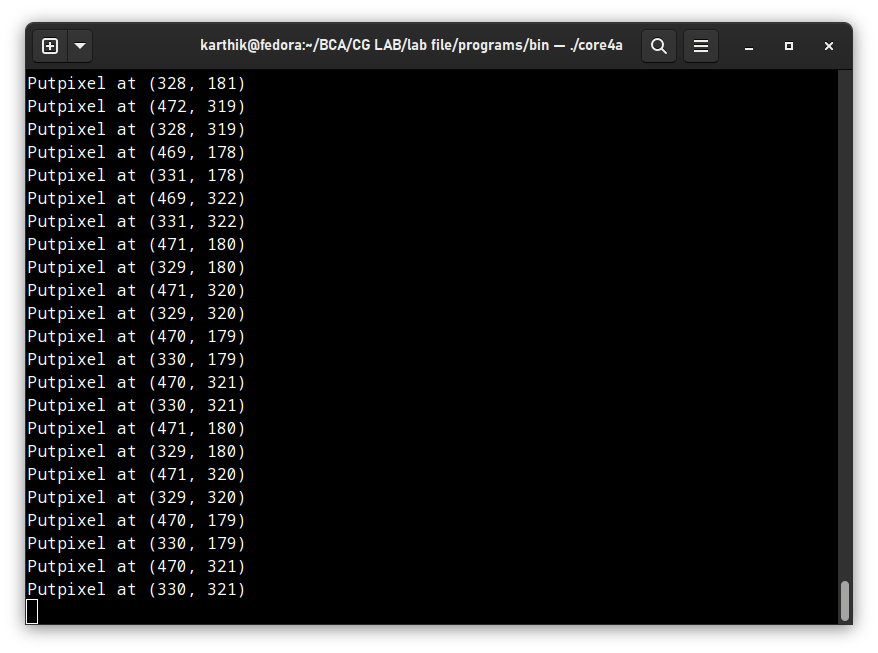 karthik@fedora:~/BCA/CG LAB/lab file/programs/bin — ./core4a
Putpixel at (328, 181)
Putpixel at (472, 319)
Putpixel at (328, 319)
Putpixel at (469, 178)
Putpixel at (331, 178)
Putpixel at (469, 322)
Putpixel at (331, 322)
Putpixel at (471, 180)
Putpixel at (329, 180)
Putpixel at (471, 320)
Putpixel at (329, 320)
Putpixel at (470, 179)
Putpixel at (330, 179)
Putpixel at (470, 321)
Putpixel at (330, 321)
Putpixel at (471, 180)
Putpixel at (329, 180)
Putpixel at (471, 320)
Putpixel at (329, 320)
Putpixel at (470, 179)
Putpixel at (330, 179)
Putpixel at (470, 321)
Putpixel at (330, 321)